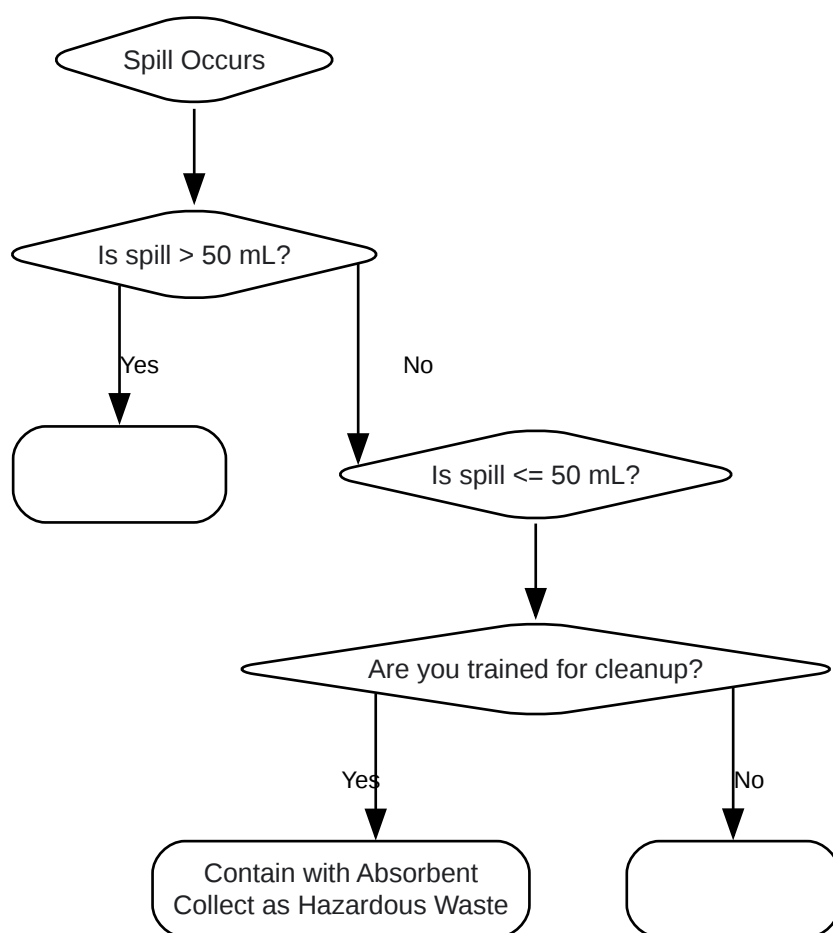 Spill Occurs
Is spill > 50 mL?
Yes
No
Is spill <= 50 mL?
Are you trained for cleanup?
Yes
No
Contain with Absorbent
Collect as Hazardous Waste